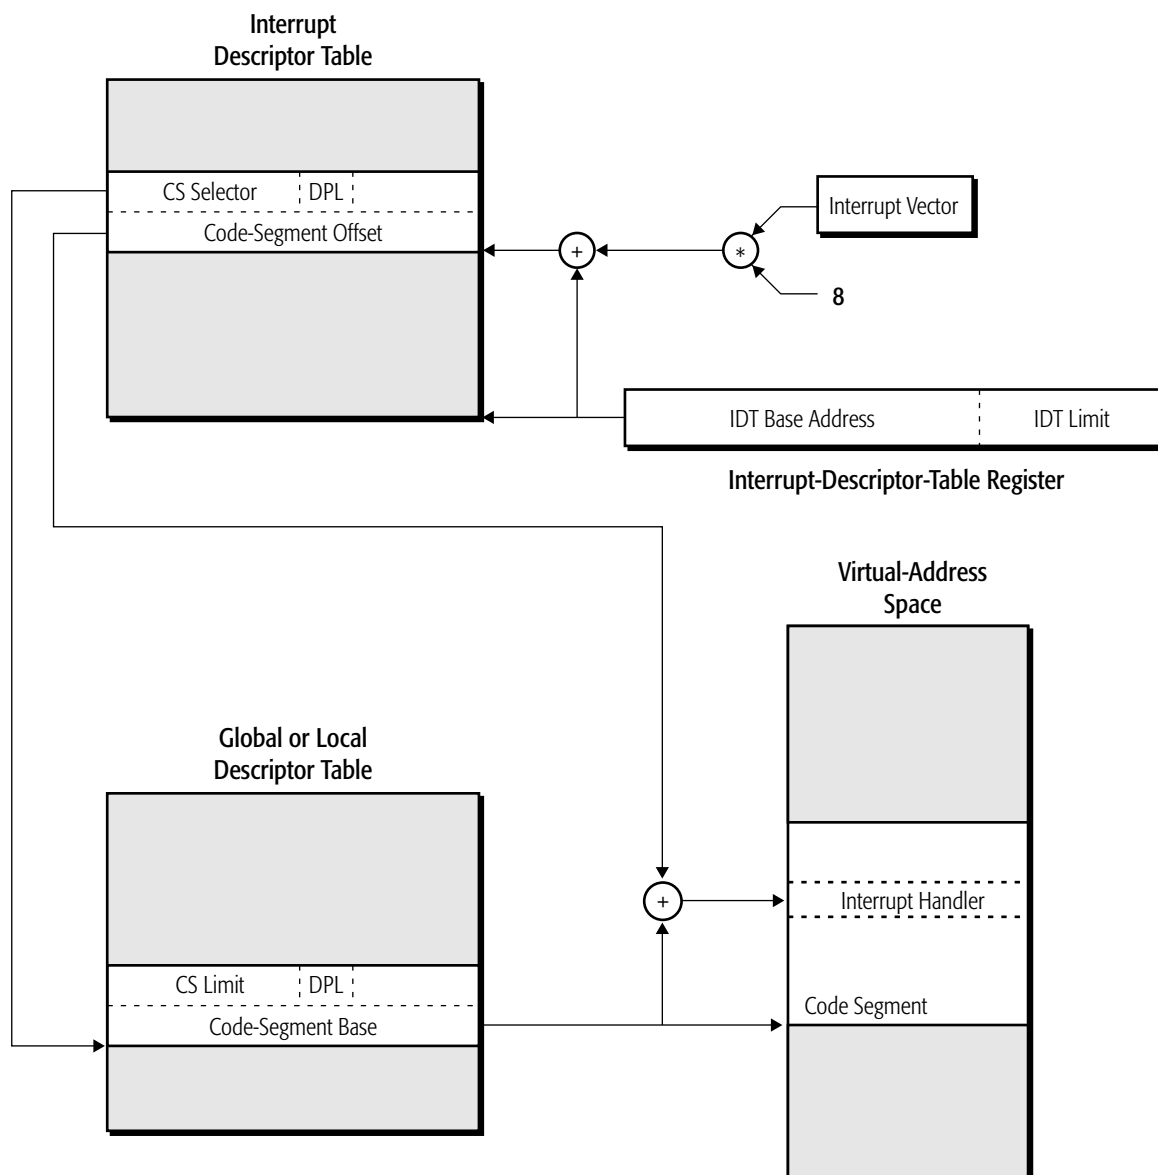 Interrupt
Descriptor Table
CS Selector
DPL
Code-Segment Offset
Interrupt Vector
+
*
8
IDT Base Address
IDT Limit
Interrupt-Descriptor-Table Register
Virtual-Address
Space
Global or Local
Descriptor Table
+
Interrupt Handler
CS Limit
DPL
Code-Segment Base
Code Segment